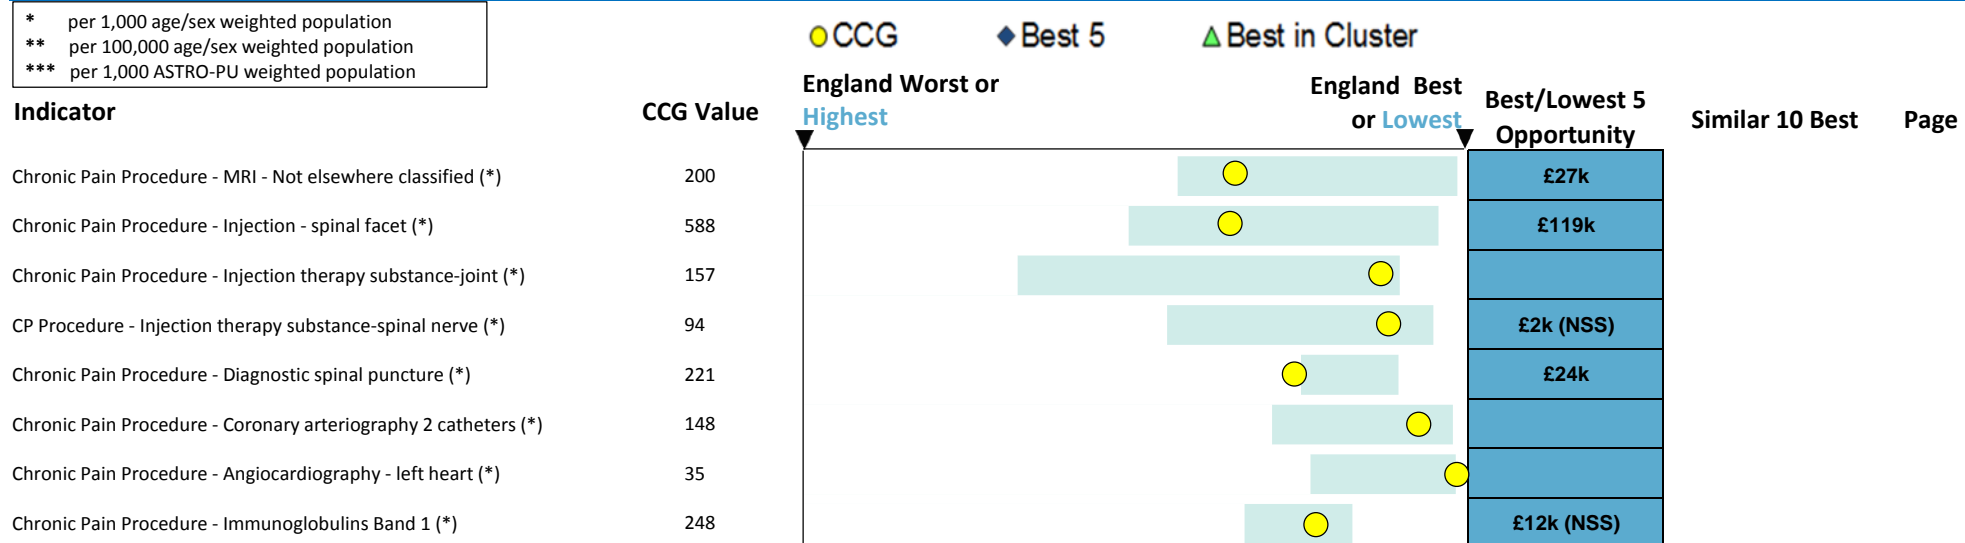 * per 1,000 age/sex weighted population
** per 100,000 age/sex weighted population
*** per 1,000 ASTRO-PU weighted population
CCG Best 5 Best in Cluster
Indicator CCG Value England Worst or Highest England Best or Lowest Best/Lowest 5 Opportunity Similar 10 Best Page
Chronic Pain Procedure - MRI - Not elsewhere classified (*) 200 £27k
Chronic Pain Procedure - Injection - spinal facet (*) 588 £119k
Chronic Pain Procedure - Injection therapy substance-joint (*) 157
CP Procedure - Injection therapy substance-spinal nerve (*) 94 £2k (NSS)
Chronic Pain Procedure - Diagnostic spinal puncture (*) 221 £24k
Chronic Pain Procedure - Coronary arteriography 2 catheters (*) 148
Chronic Pain Procedure - Angiocardiography - left heart (*) 35
Chronic Pain Procedure - Immunoglobulins Band 1 (*) 248 £12k (NSS)